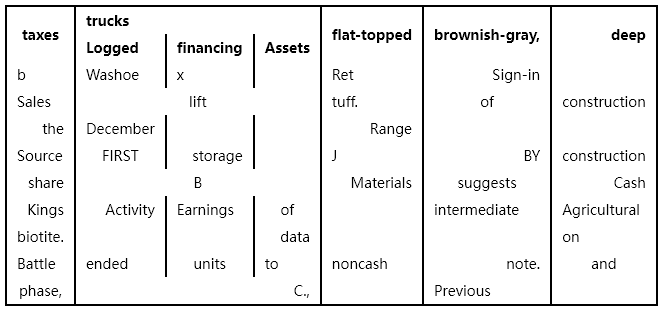 taxes trucks flat-topped brownish-gray, deep
Logged financing Assets
b Washoe x Ret Sign-in
Sales lift tuff. of construction
the December Range
Source FIRST storage J BY construction
share B Materials suggests Cash
Kings Activity Earnings of intermediate Agricultural
biotite. data on
Battle ended units to noncash note. and
phase, C., Previous